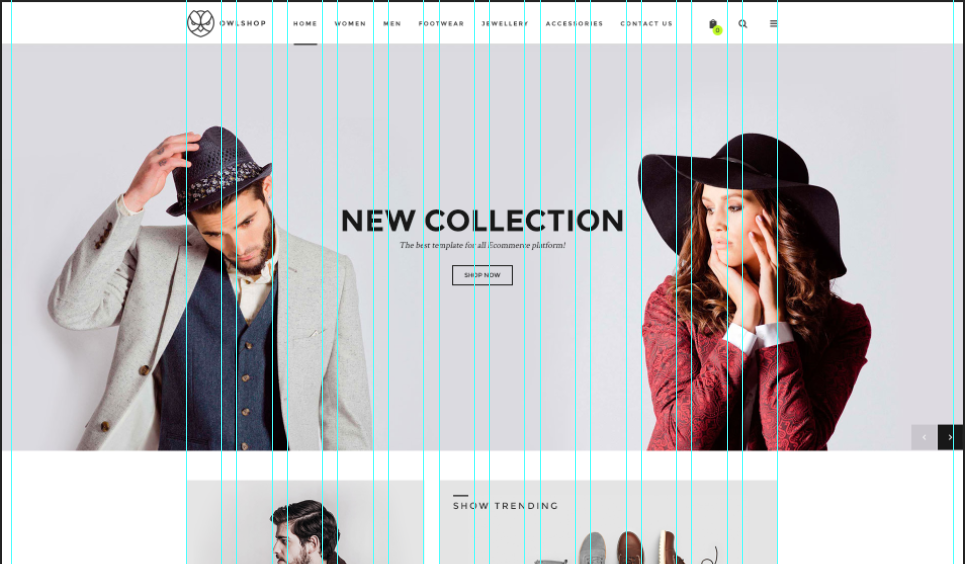 OWLSHOP HOME WOMEN MEN FOOTWEAR JEWELLERY ACCESSORIES CONTACT US 0
NEW COLLECTION
The best template for all Ecommerce platform!
SHOP NOW
SHOW TRENDING